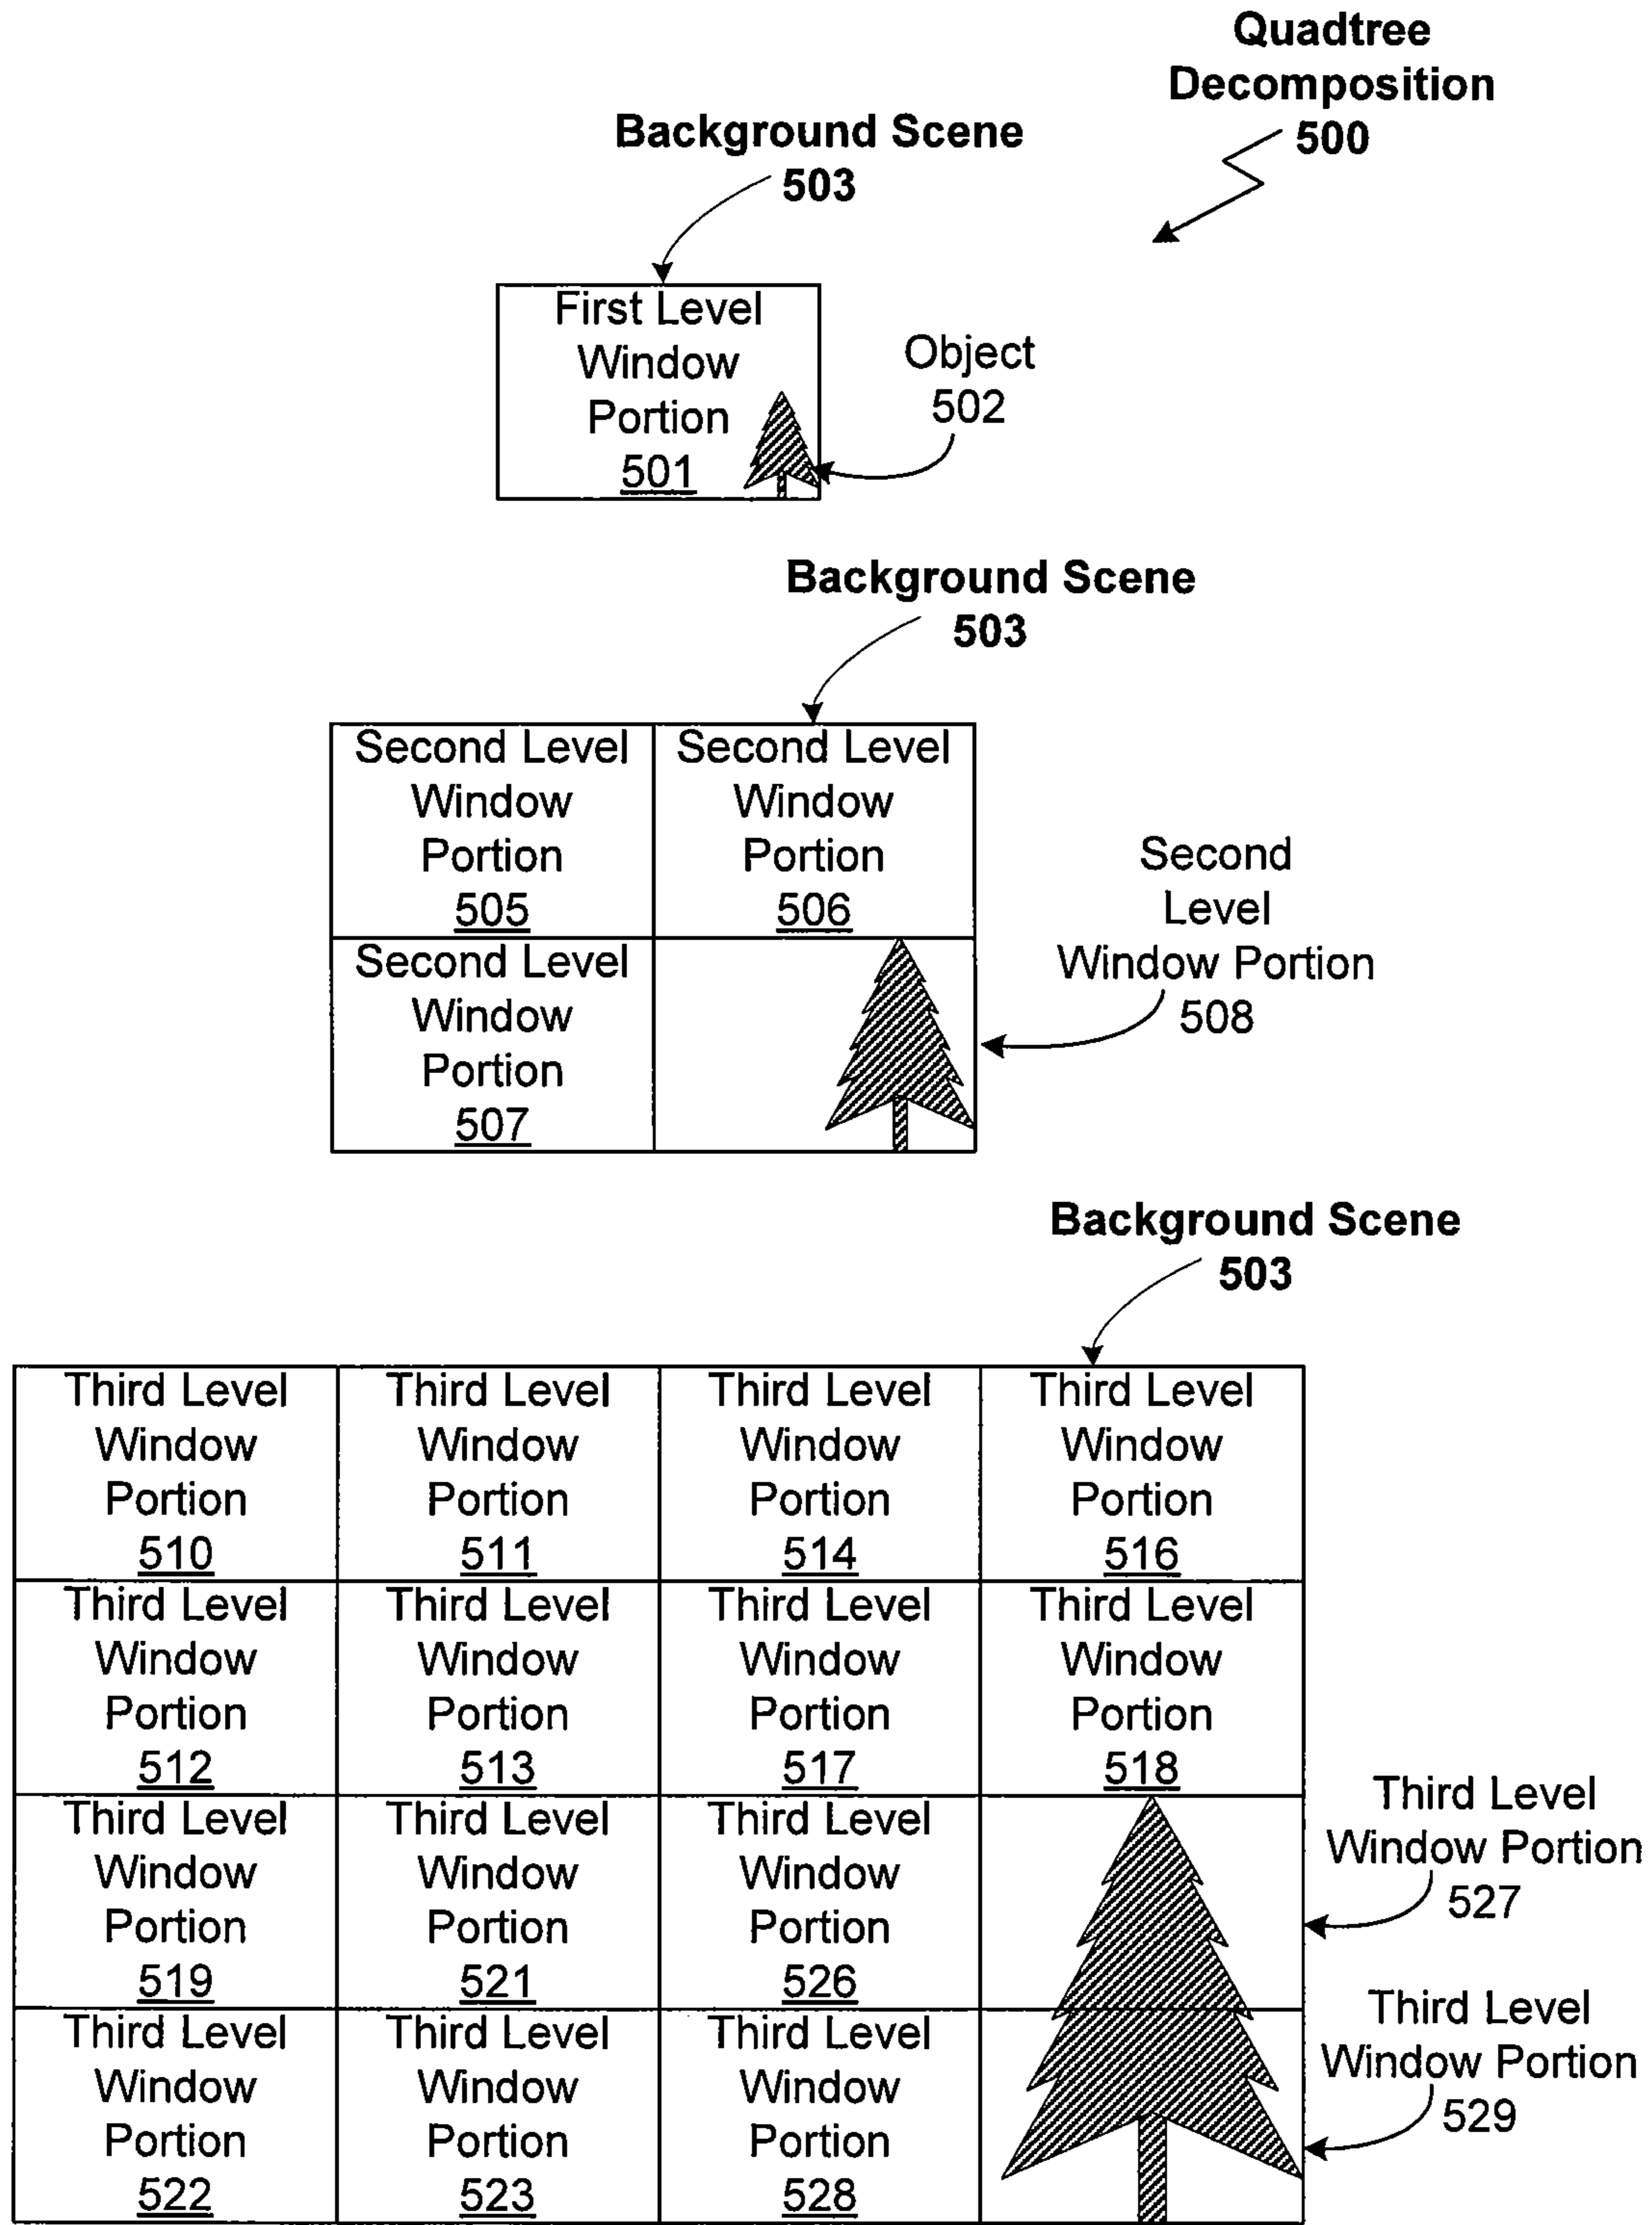 Quadtree
Decomposition
500
Background Scene
503
First Level
Window
Portion
501
Object
502
Background Scene
503
Second Level
Window
Portion
505
Second Level
Window
Portion
506
Second Level
Window
Portion
507
Second
Level
Window Portion
508
Background Scene
503
Third Level
Window
Portion
510
Third Level
Window
Portion
511
Third Level
Window
Portion
514
Third Level
Window
Portion
516
Third Level
Window
Portion
512
Third Level
Window
Portion
513
Third Level
Window
Portion
517
Third Level
Window
Portion
518
Third Level
Window
Portion
519
Third Level
Window
Portion
521
Third Level
Window
Portion
526
Third Level
Window Portion
527
Third Level
Window
Portion
522
Third Level
Window
Portion
523
Third Level
Window
Portion
528
Third Level
Window Portion
529